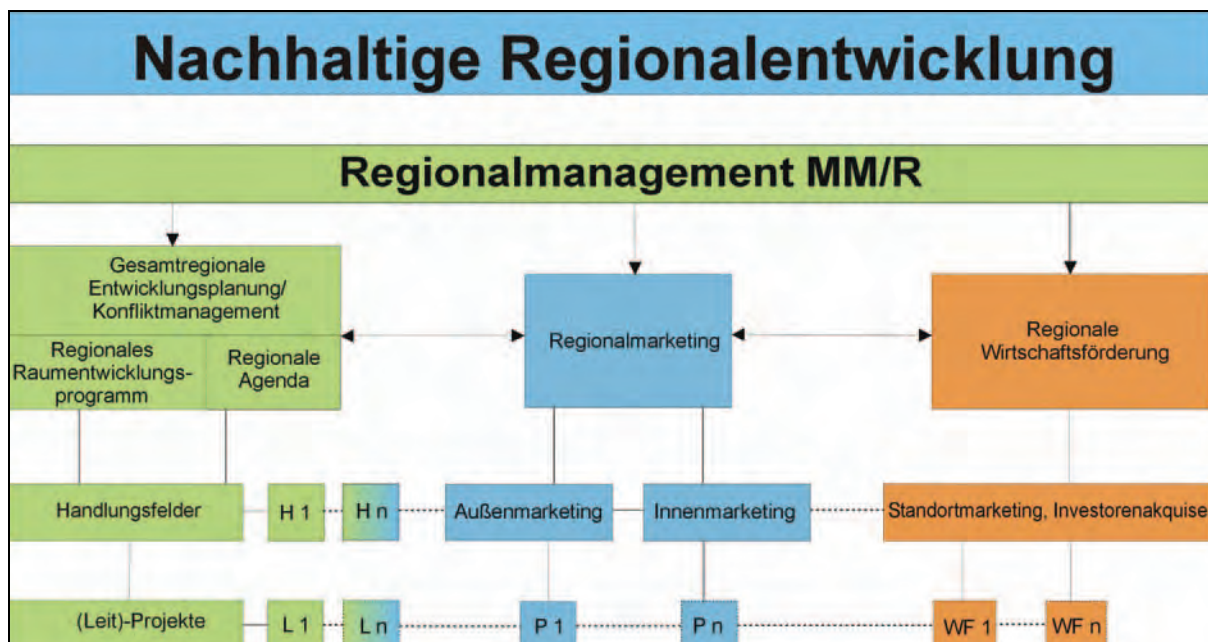 Nachhaltige Regionalentwicklung
Regionalmanagement MM/R
Gesamtregionale
Entwicklungsplanung/
Konfliktmanagement
Regionales
Raumentwicklungs-
programm
Regionale
Agenda
Regionalmarketing
Regionale
Wirtschaftsförderung
Handlungsfelder
H 1
H n
Außenmarketing
Innenmarketing
Standortmarketing, Investorenakquise
(Leit)-Projekte
L 1
L n
P 1
P n
WF 1
WF n